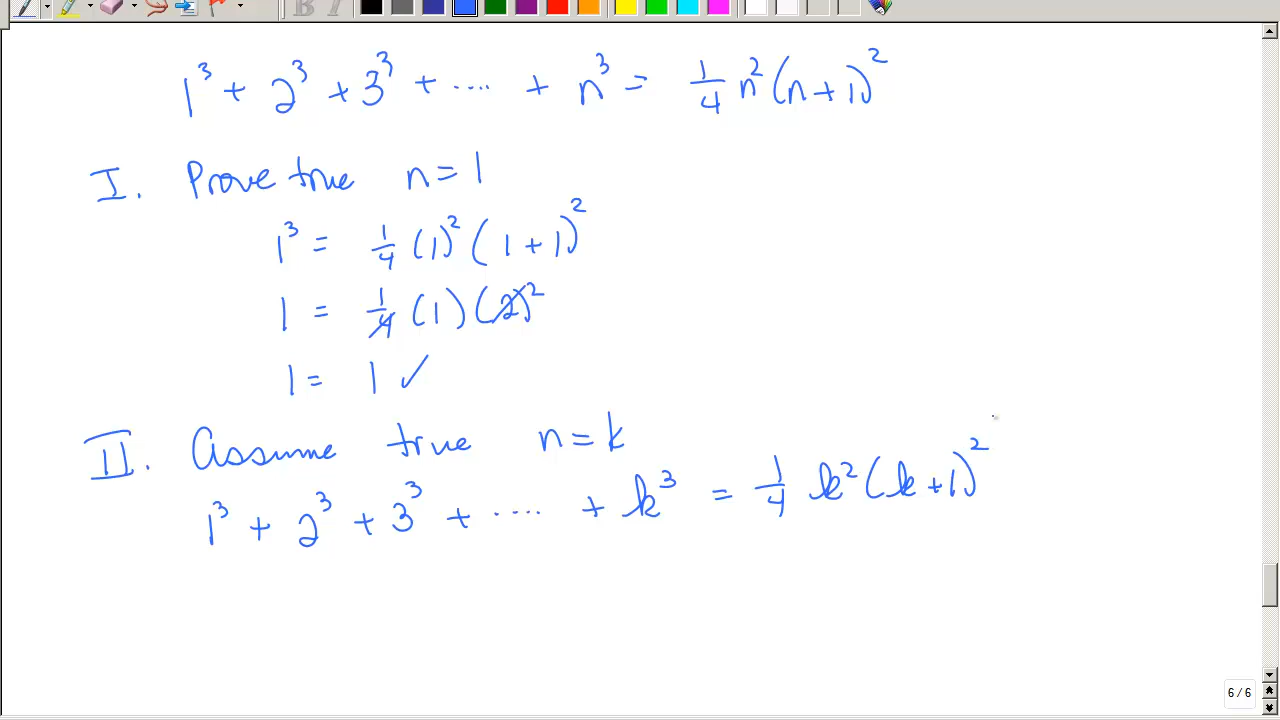 B I
1³ + 2³ + 3³ + .... + n³ = 1/4 n² (n + 1)²
I. Prove true n = 1
1³ = 1/4 (1)² (1 + 1)²
1 = 1/4 (1) (2)²
1 = 1 ✓
II. Assume true n = k
1³ + 2³ + 3³ + .... + k³ = 1/4 k² (k + 1)²
6 / 6